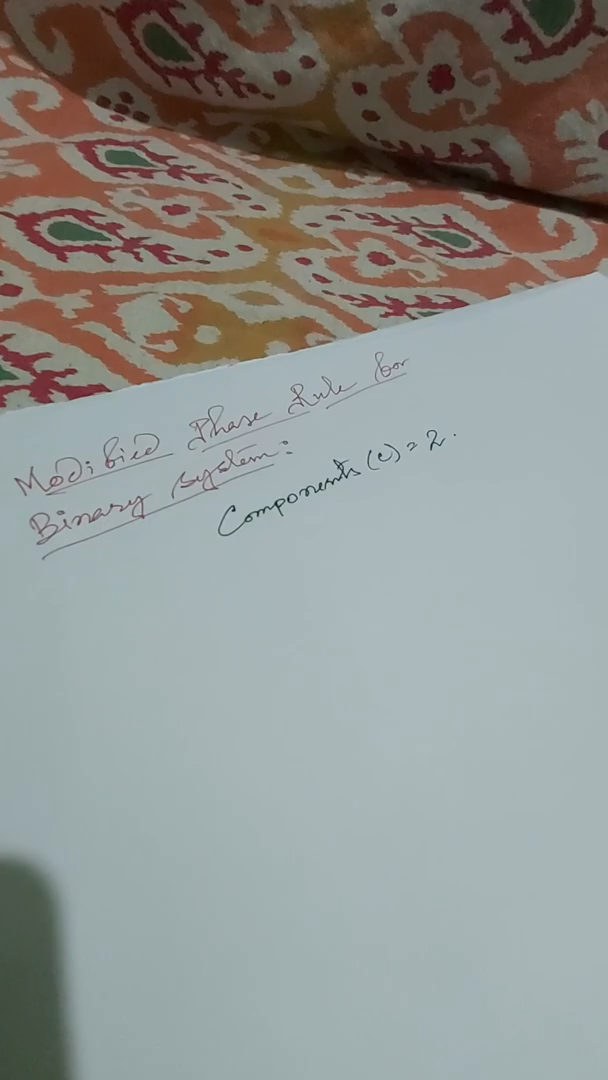 Modified Phase Rule for
Binary System:
Components (c) = 2.